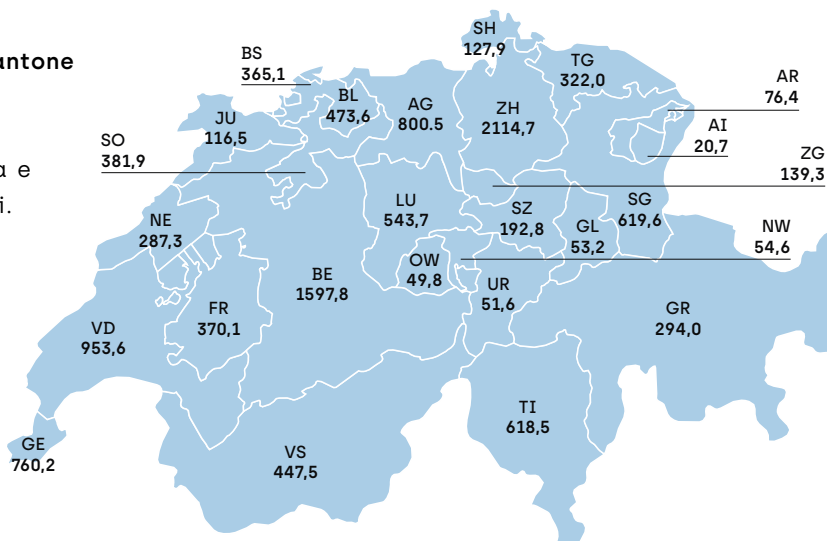 antone
a e
i.
SH
127,9
BS
365,1
TG
322,0
BL
473,6
AG
800.5
ZH
2114,7
AR
76,4
JU
116,5
AI
20,7
SO
381,9
ZG
139,3
LU
543,7
SZ
192,8
SG
619,6
NE
287,3
GL
53,2
NW
54,6
OW
49,8
BE
1597,8
UR
51,6
FR
370,1
GR
294,0
VD
953,6
TI
618,5
GE
760,2
VS
447,5